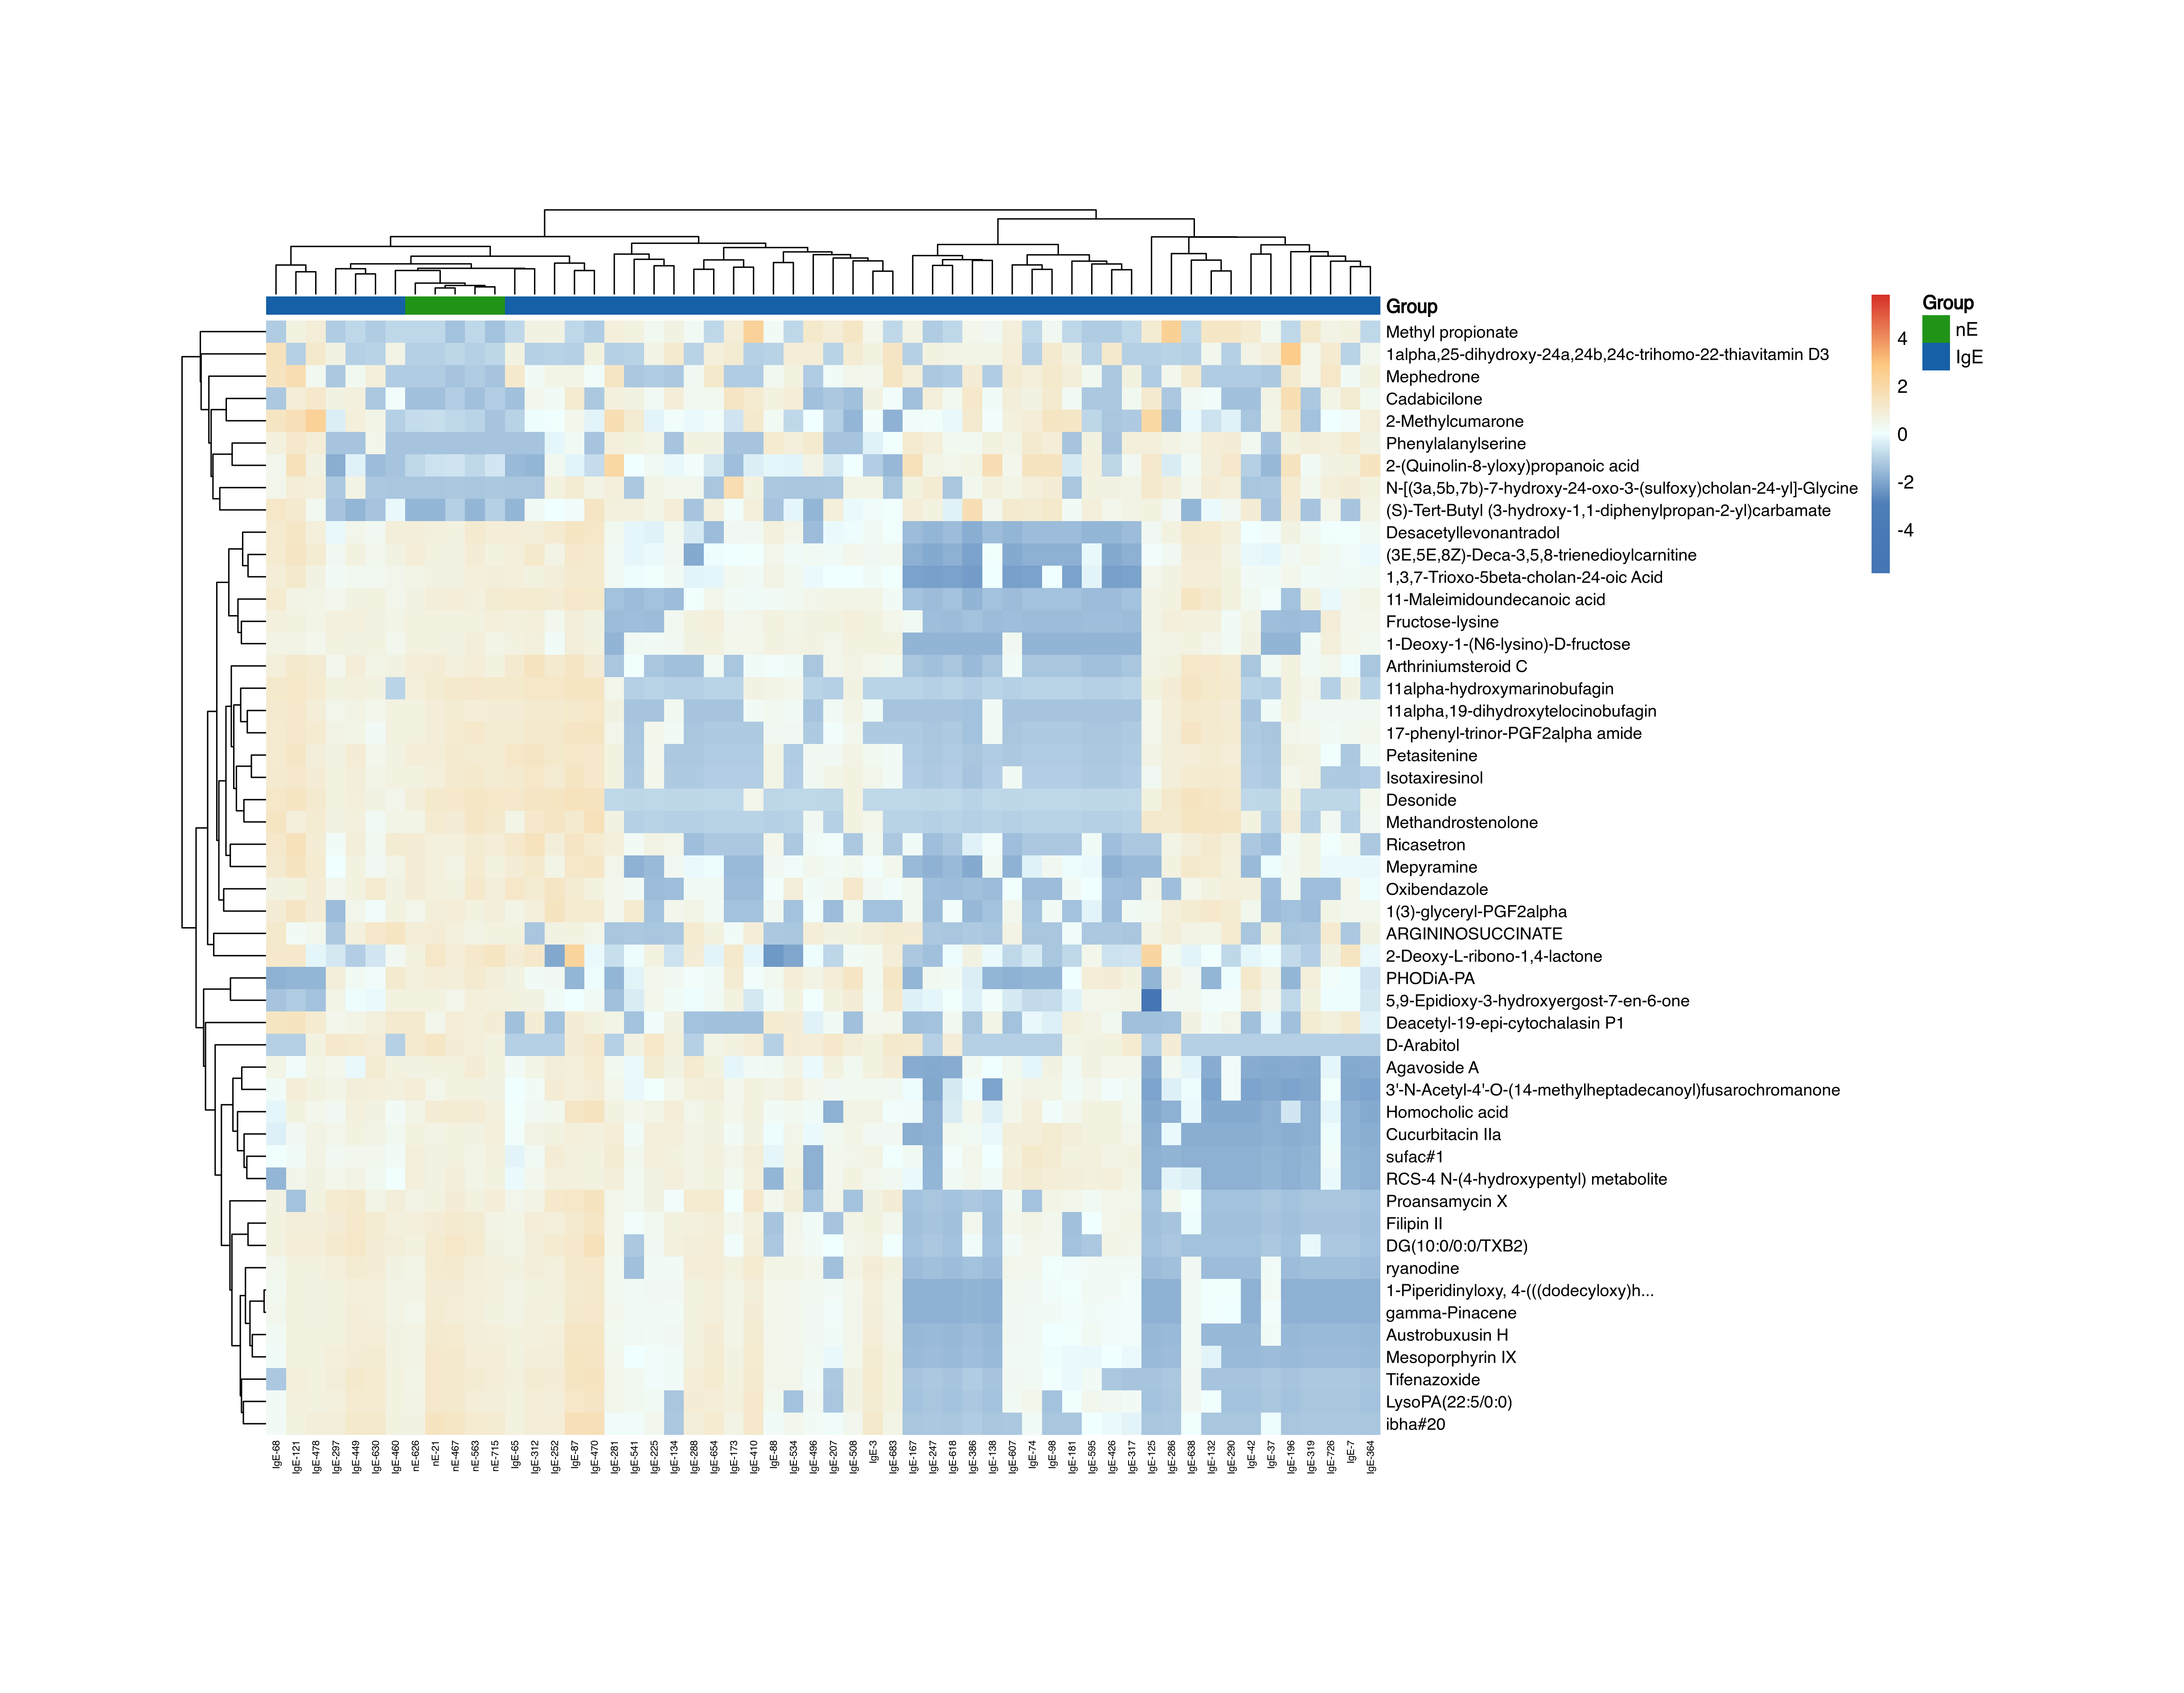 Group
Methyl propionate
1alpha,25-dihydroxy-24a,24b,24c-trihomo-22-thiavitamin D3
Mephedrone
Cadabicilone
2-Methylcumarone
Phenylalanylserine
2-(Quinolin-8-yloxy)propanoic acid
N-[(3a,5b,7b)-7-hydroxy-24-oxo-3-(sulfoxy)cholan-24-yl]-Glycine
(S)-Tert-Butyl (3-hydroxy-1,1-diphenylpropan-2-yl)carbamate
Desacetyllevonantradol
(3E,5E,8Z)-Deca-3,5,8-trienedioylcarnitine
1,3,7-Trioxo-5beta-cholan-24-oic Acid
11-Maleimidoundecanoic acid
Fructose-lysine
1-Deoxy-1-(N6-lysino)-D-fructose
Arthriniumsteroid C
11alpha-hydroxymarinobufagin
11alpha,19-dihydroxytelocinobufagin
17-phenyl-trinor-PGF2alpha amide
Petasitenine
Isotaxiresinol
Desonide
Methandrostenolone
Ricasetron
Mepyramine
Oxibendazole
1(3)-glyceryl-PGF2alpha
ARGININOSUCCINATE
2-Deoxy-L-ribono-1,4-lactone
PHODiA-PA
5,9-Epidioxy-3-hydroxyergost-7-en-6-one
Deacetyl-19-epi-cytochalasin P1
D-Arabitol
Agavoside A
3'-N-Acetyl-4'-O-(14-methylheptadecanoyl)fusarochromanone
Homocholic acid
Cucurbitacin IIa
sufac#1
RCS-4 N-(4-hydroxypentyl) metabolite
Proansamycin X
Filipin II
DG(10:0/0:0/TXB2)
ryanodine
1-Piperidinyloxy, 4-(((dodecyloxy)h...
gamma-Pinacene
Austrobuxusin H
Mesoporphyrin IX
Tifenazoxide
LysoPA(22:5/0:0)
ibha#20
IgE-68
IgE-121
IgE-478
IgE-297
IgE-449
IgE-630
IgE-460
nE-626
nE-21
nE-467
nE-563
nE-715
IgE-65
IgE-312
IgE-252
IgE-87
IgE-470
IgE-281
IgE-541
IgE-225
IgE-134
IgE-288
IgE-654
IgE-173
IgE-410
IgE-88
IgE-534
IgE-496
IgE-207
IgE-508
IgE-3
IgE-683
IgE-167
IgE-247
IgE-618
IgE-386
IgE-138
IgE-607
IgE-74
IgE-98
IgE-181
IgE-595
IgE-426
IgE-317
IgE-125
IgE-286
IgE-638
IgE-132
IgE-290
IgE-42
IgE-37
IgE-196
IgE-319
IgE-726
IgE-7
IgE-364
4
2
0
-2
-4
Group
nE
IgE